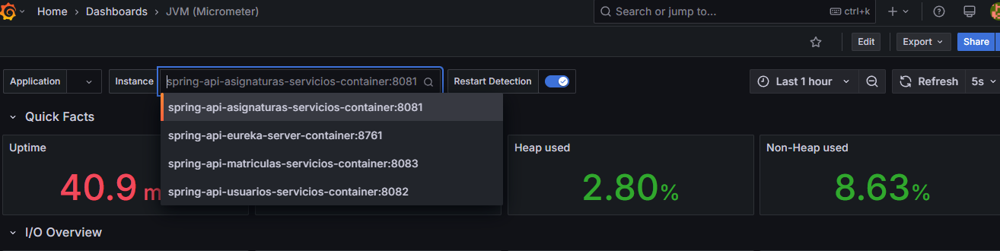 Home > Dashboards > JVM (Micrometer)
Search or jump to...
ctrl+k
Edit
Export
Share
Application
Instance
spring-api-asignaturas-servicios-container:8081
Restart Detection
Last 1 hour
Refresh
5s
spring-api-asignaturas-servicios-container:8081
spring-api-eureka-server-container:8761
spring-api-matriculas-servicios-container:8083
spring-api-usuarios-servicios-container:8082
Quick Facts
Uptime
40.9
Heap used
2.80%
Non-Heap used
8.63%
I/O Overview